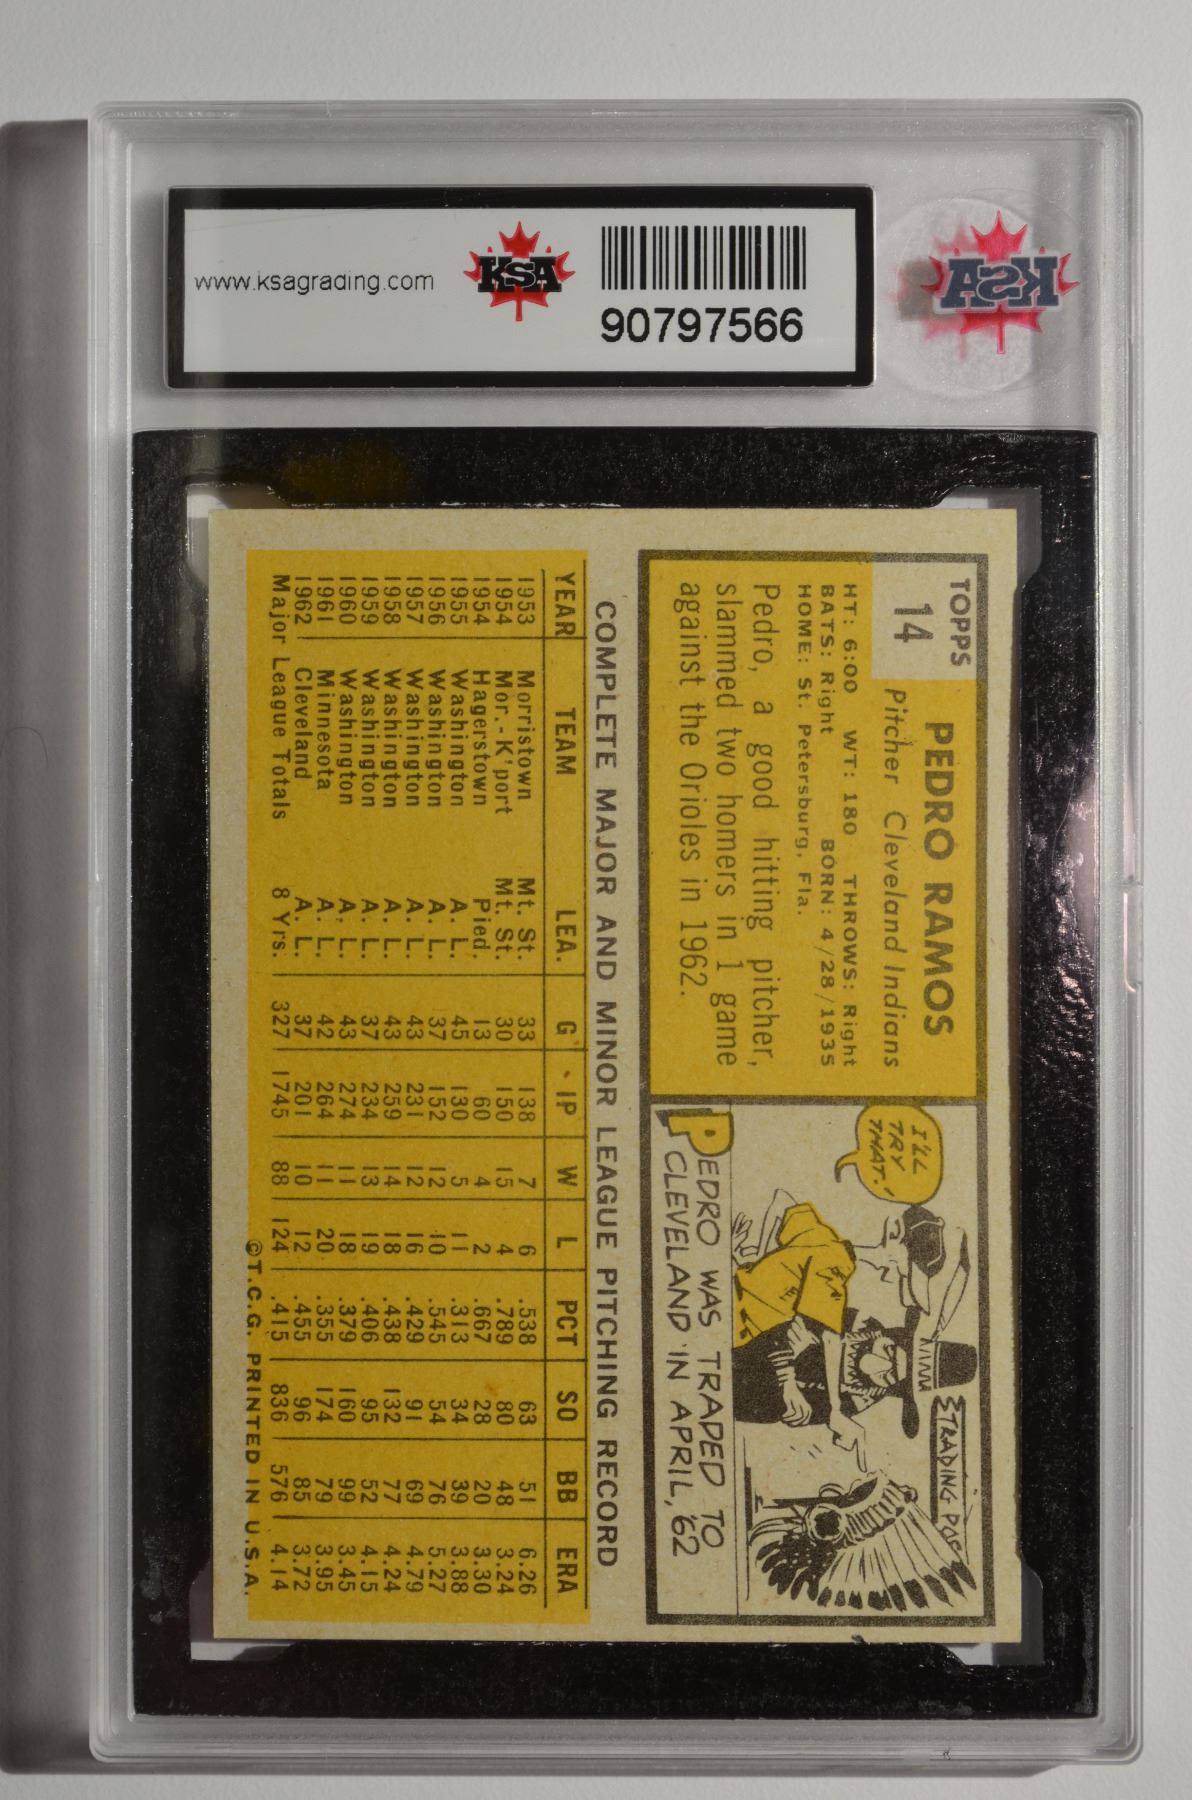 www.ksagrading.com
KSA
90797566
KSA
TOPPS
14
PEDRO RAMOS
Pitcher Cleveland Indians
HT: 6:00 WT: 180 THROWS: Right
BATS: Right BORN: 4/28/1935
HOME: St. Petersburg, Fla.
Pedro, a good hitting pitcher,
slammed two homers in 1 game
against the Orioles in 1962.
I'LL
TRY
THAT!
TRADING POST
PEDRO WAS TRADED TO
CLEVELAND IN APRIL, '62
COMPLETE MAJOR AND MINOR LEAGUE PITCHING RECORD
YEAR TEAM LEA. G IP W L PCT SO BB ERA
1953 Morristown Mt. St. 33 138 7 6 .538 63 51 6.26
1954 Mor.-K'port Mt. St. 30 150 15 4 .789 80 48 3.24
1954 Hagerstown Pied. 13 60 4 2 .667 28 20 3.30
1955 Washington A. L. 45 130 5 11 .313 34 39 3.88
1956 Washington A. L. 37 152 12 10 .545 54 76 5.27
1957 Washington A. L. 43 231 12 16 .429 91 69 4.79
1958 Washington A. L. 43 259 14 18 .438 132 77 4.24
1959 Washington A. L. 37 234 13 19 .406 95 52 4.15
1960 Washington A. L. 43 274 11 18 .379 160 99 3.45
1961 Minnesota A. L. 42 264 11 20 .355 174 79 3.95
1962 Cleveland A. L. 37 201 10 12 .455 96 85 3.72
Major League Totals 8 Yrs. 327 1745 88 124 .415 836 576 4.14
©T.C.G. PRINTED IN U.S.A.